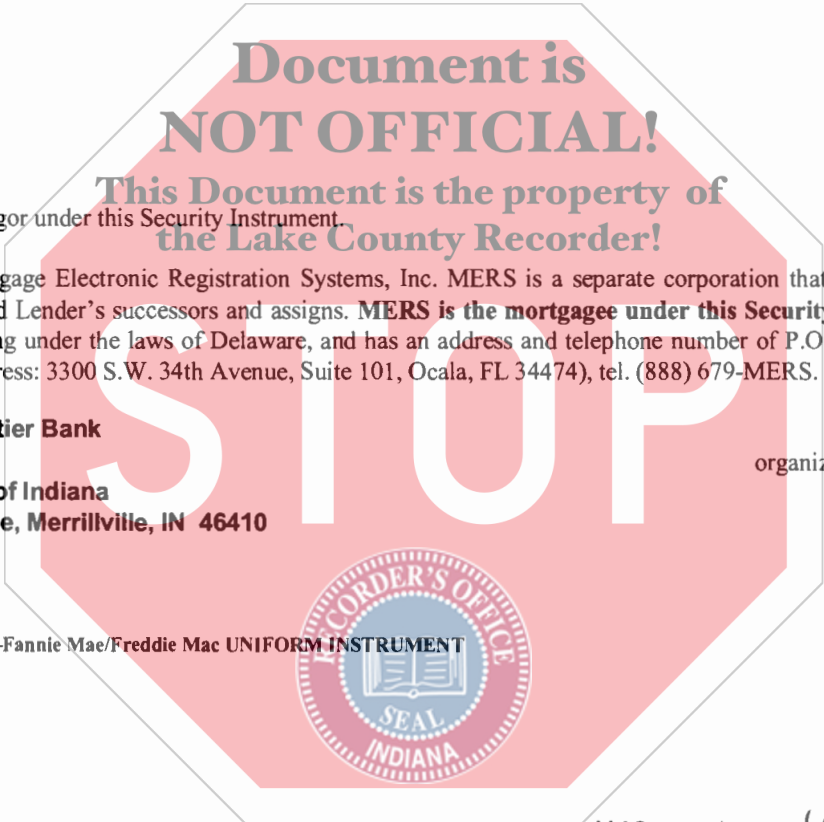 Document is
NOT OFFICIAL!
This Document is the property of
gor under this Security Instrument.
the Lake County Recorder!
gage Electronic Registration Systems, Inc. MERS is a separate corporation that
d Lender's successors and assigns. MERS is the mortgagee under this Security
ng under the laws of Delaware, and has an address and telephone number of P.O
ress: 3300 S.W. 34th Avenue, Suite 101, Ocala, FL 34474), tel. (888) 679-MERS.
STOP
tier Bank
organiz
of Indiana
e, Merrillville, IN 46410
-Fannie Mae/Freddie Mac UNIFORM INSTRUMENT
RECORDER'S OFFICE
SEAL
INDIANA